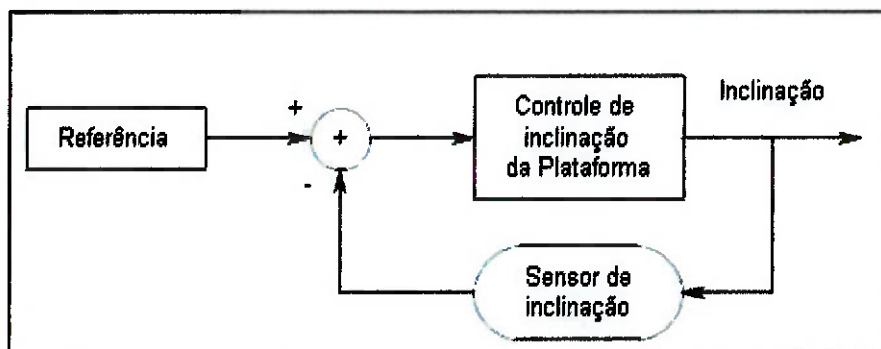 Referência
+
+
-
Controle de
inclinação
da Plataforma
Inclinação
Sensor de
inclinação